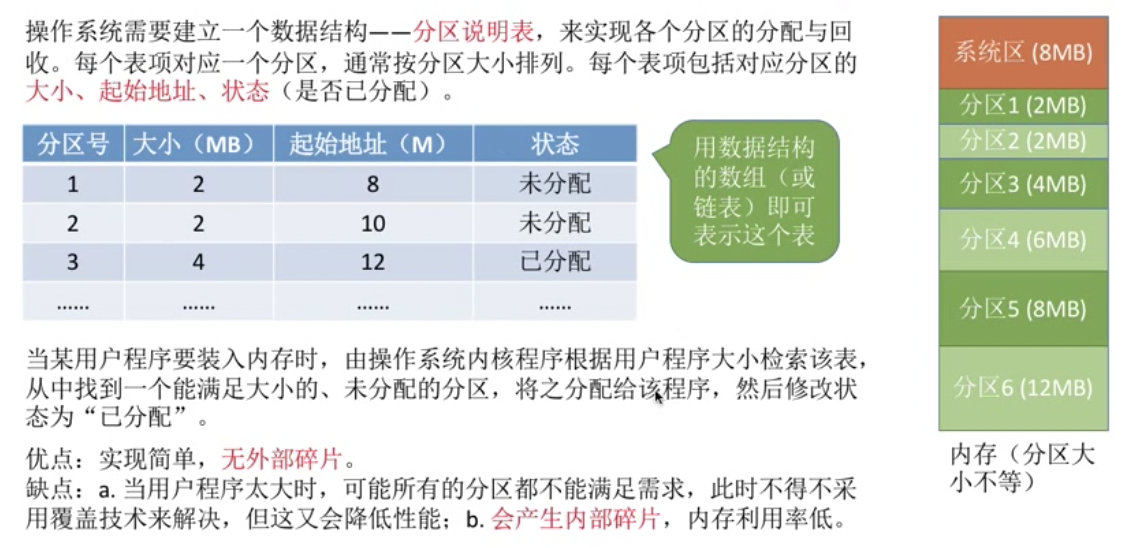 操作系统需要建立一个数据结构——分区说明表，来实现各个分区的分配与回
收。每个表项对应一个分区，通常按分区大小排列。每个表项包括对应分区的
大小、起始地址、状态（是否已分配）。
分区号 大小（MB） 起始地址（M） 状态
1 2 8 未分配
2 2 10 未分配
3 4 12 已分配
…… …… …… ……
用数据结构
的数组（或
链表）即可
表示这个表
当某用户程序要装入内存时，由操作系统内核程序根据用户程序大小检索该表，
从中找到一个能满足大小的、未分配的分区，将之分配给该程序，然后修改状
态为“已分配”。
优点：实现简单，无外部碎片。
缺点：a. 当用户程序太大时，可能所有的分区都不能满足需求，此时不得不采
用覆盖技术来解决，但这又会降低性能；b. 会产生内部碎片，内存利用率低。
系统区 (8MB)
分区1 (2MB)
分区2 (2MB)
分区3 (4MB)
分区4 (6MB)
分区5 (8MB)
分区6 (12MB)
内存（分区大
小不等）